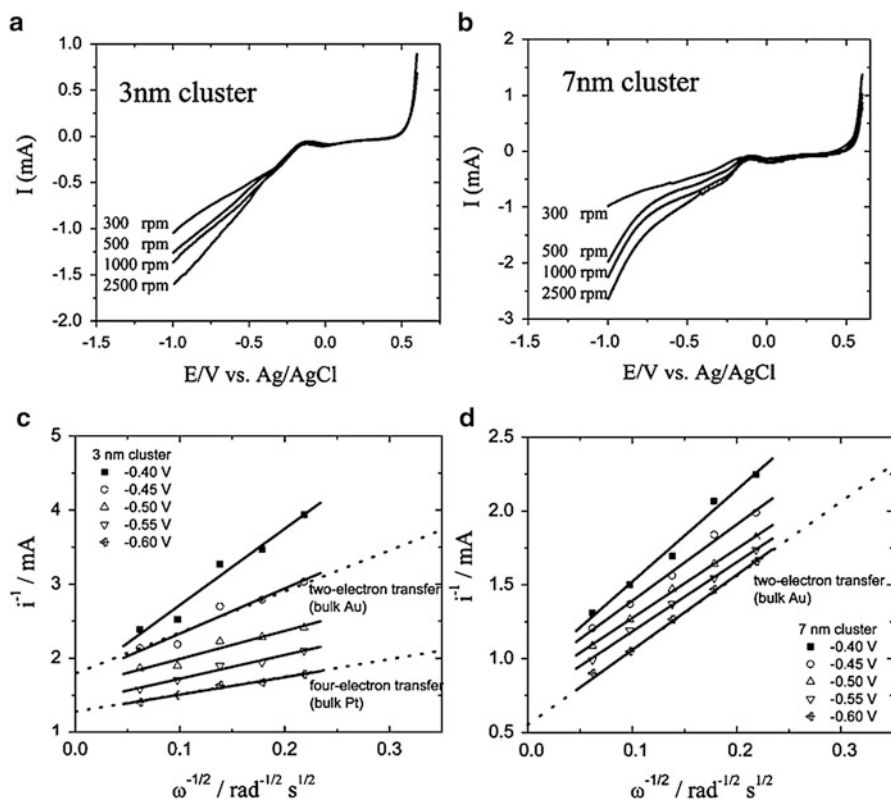 a
1.0
0.5
0.0
-0.5
-1.0
-1.5
-2.0
I (mA)
3nm cluster
300 rpm
500 rpm
1000 rpm
2500 rpm
-1.5 -1.0 -0.5 0.0 0.5
E/V vs. Ag/AgCl
b
2
1
0
-1
-2
-3
I (mA)
7nm cluster
300 rpm
500 rpm
1000 rpm
2500 rpm
-1.5 -1.0 -0.5 0.0 0.5
E/V vs. Ag/AgCl
c
5
4
3
2
1
i⁻¹ / mA
3 nm cluster
-0.40 V
-0.45 V
-0.50 V
-0.55 V
-0.60 V
two-electron transfer
(bulk Au)
four-electron transfer
(bulk Pt)
0.0 0.1 0.2 0.3
ω⁻¹/² / rad⁻¹/² s¹/²
d
2.5
2.0
1.5
1.0
0.5
i⁻¹ / mA
two-electron transfer
(bulk Au)
7 nm cluster
-0.40 V
-0.45 V
-0.50 V
-0.55 V
-0.60 V
0.0 0.1 0.2 0.3
ω⁻¹/² / rad⁻¹/² s¹/²